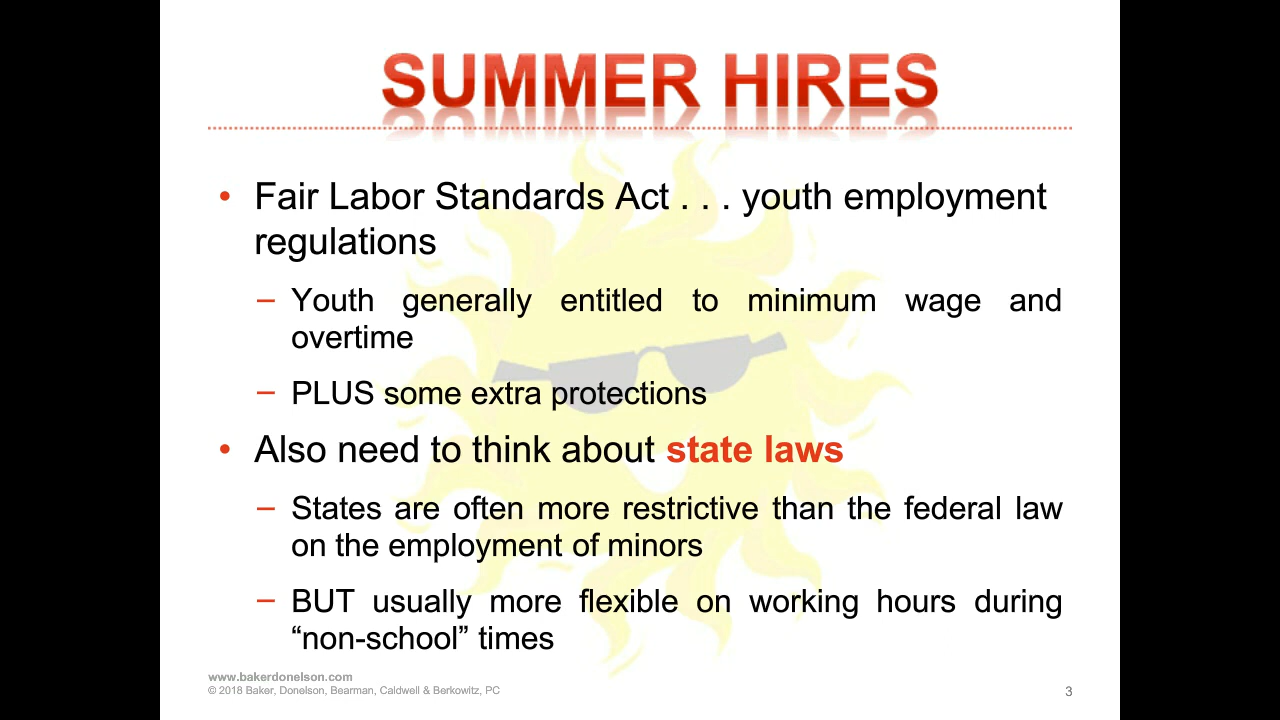 SUMMER HIRES
• Fair Labor Standards Act . . . youth employment
regulations
– Youth generally entitled to minimum wage and
overtime
– PLUS some extra protections
• Also need to think about state laws
– States are often more restrictive than the federal law
on the employment of minors
– BUT usually more flexible on working hours during
“non-school” times
www.bakerdonelson.com
© 2018 Baker, Donelson, Bearman, Caldwell & Berkowitz, PC
3